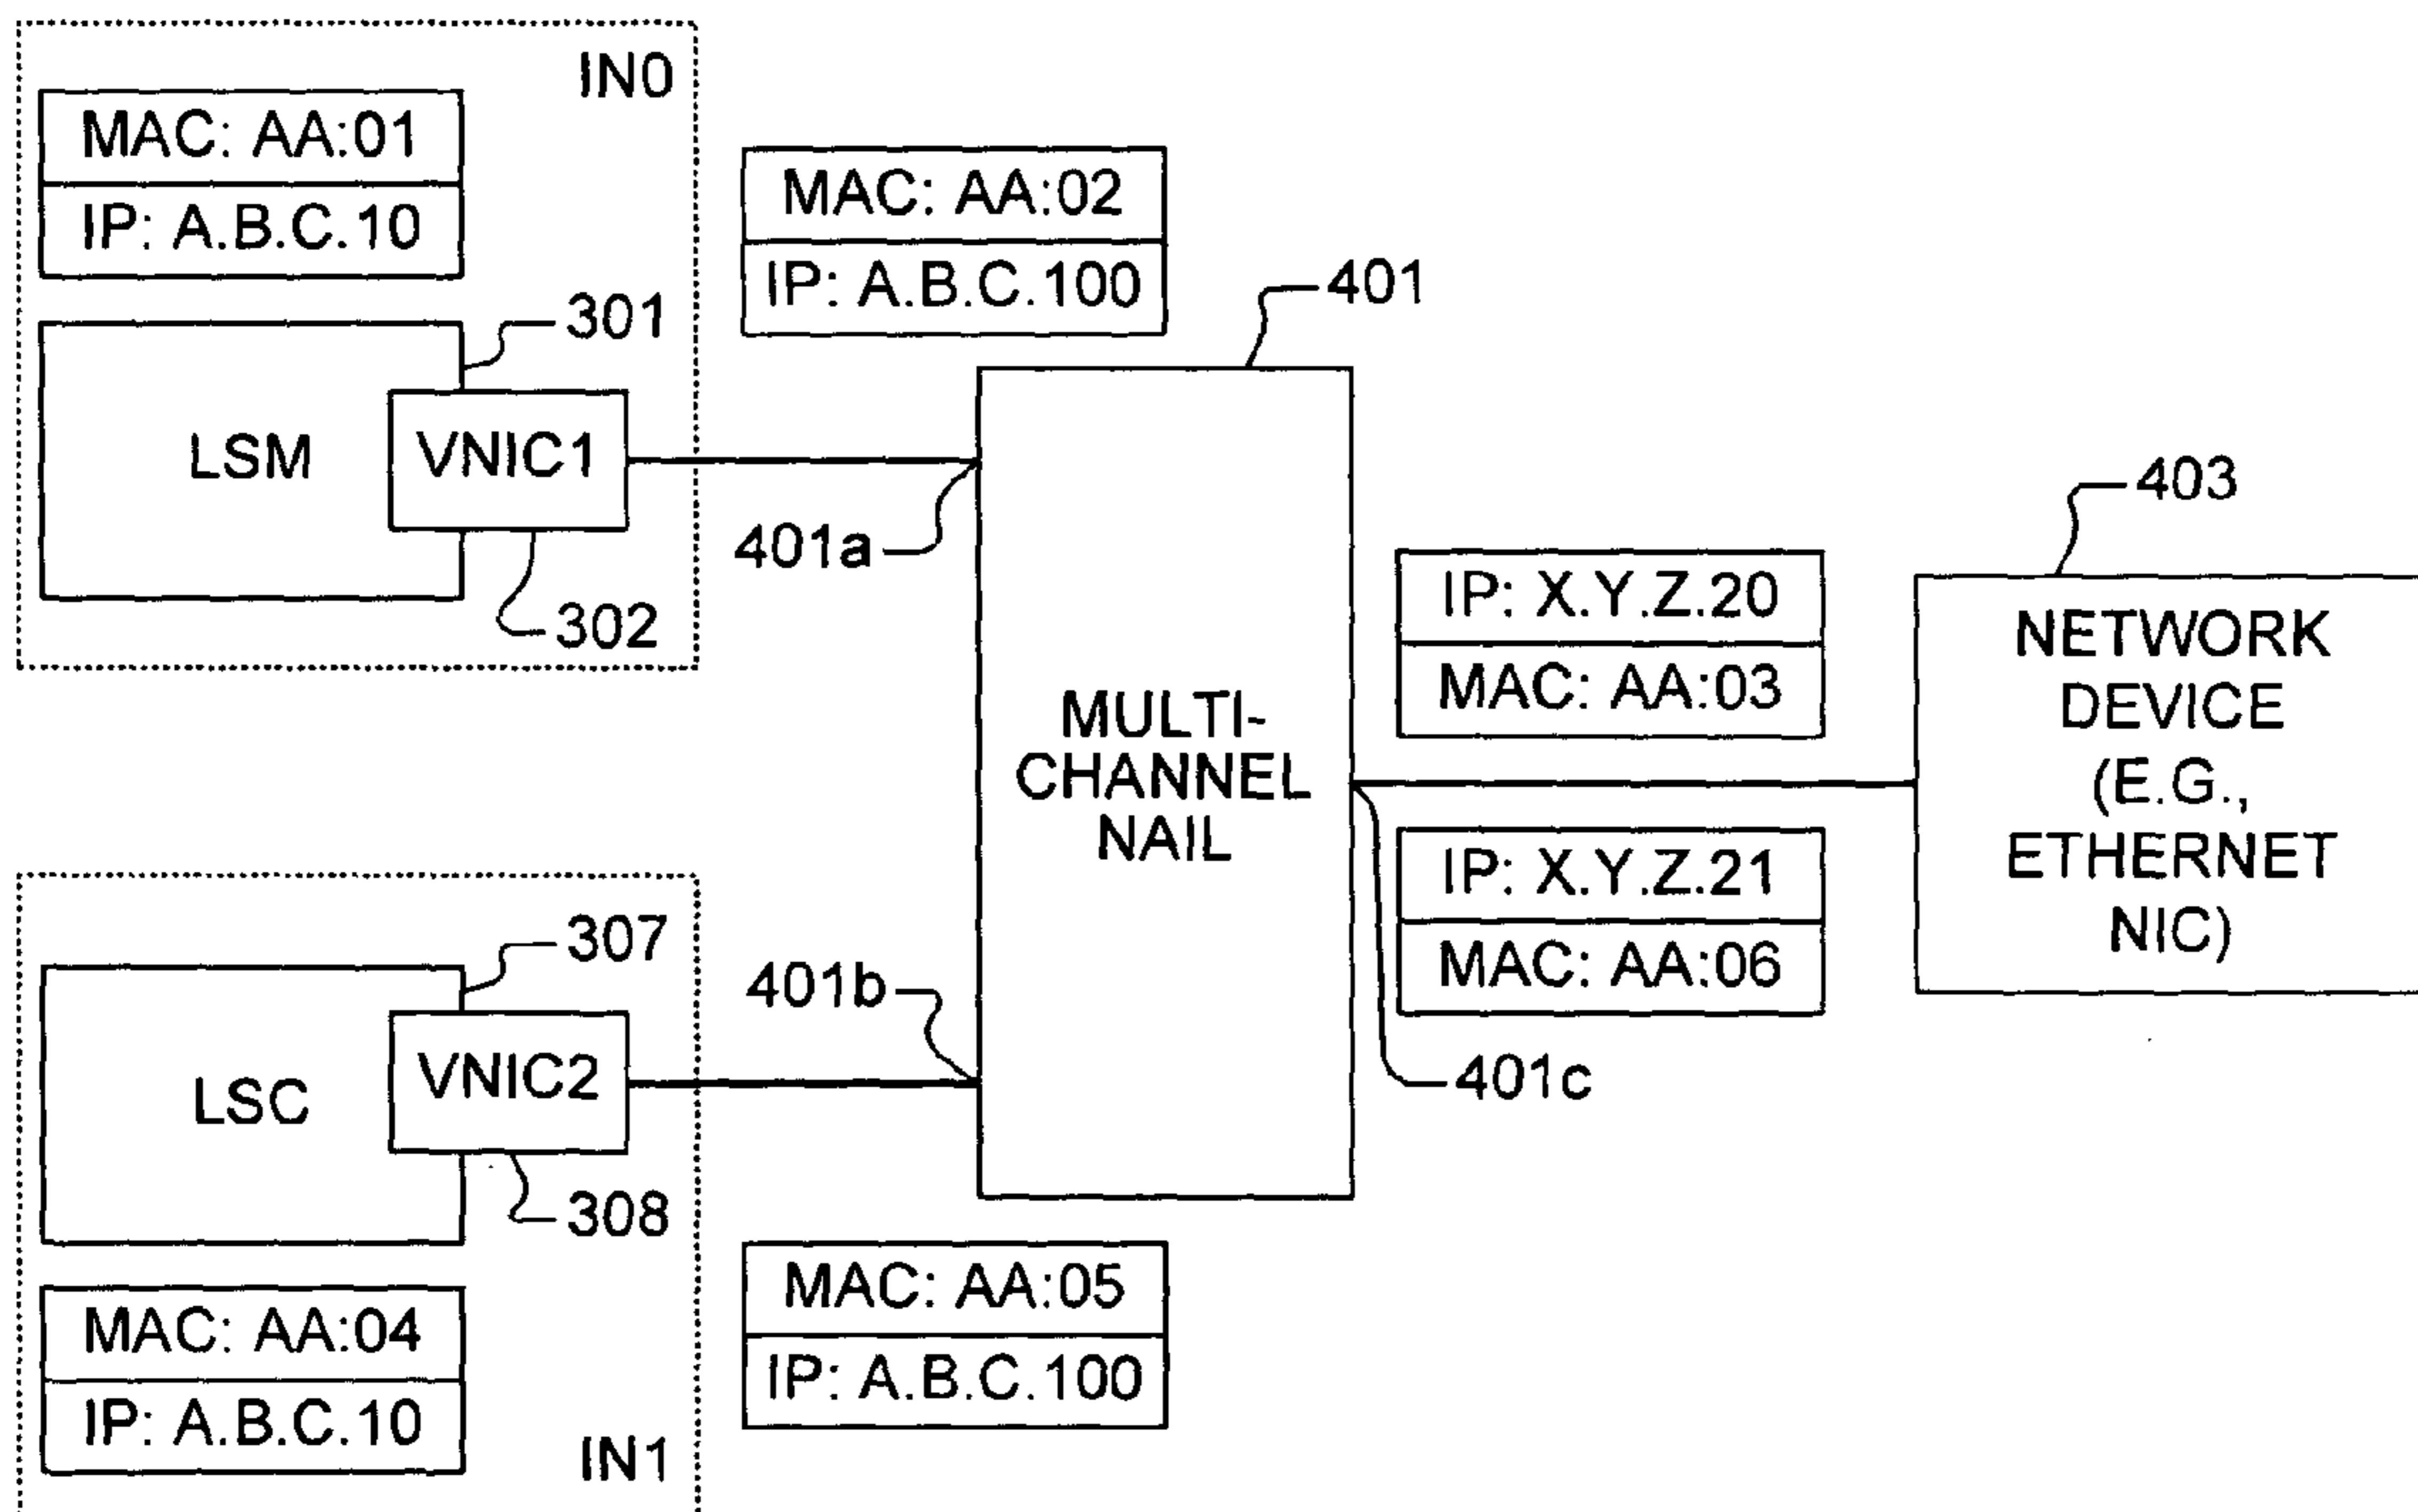 IN0
MAC: AA:01
IP: A.B.C.10
301
LSM
VNIC1
302
MAC: AA:02
IP: A.B.C.100
401
401a
MULTI-
CHANNEL
NAIL
IP: X.Y.Z.20
MAC: AA:03
403
NETWORK
DEVICE
(E.G.,
ETHERNET
NIC)
IP: X.Y.Z.21
MAC: AA:06
401c
307
LSC
VNIC2
308
401b
MAC: AA:04
IP: A.B.C.10
IN1
MAC: AA:05
IP: A.B.C.100